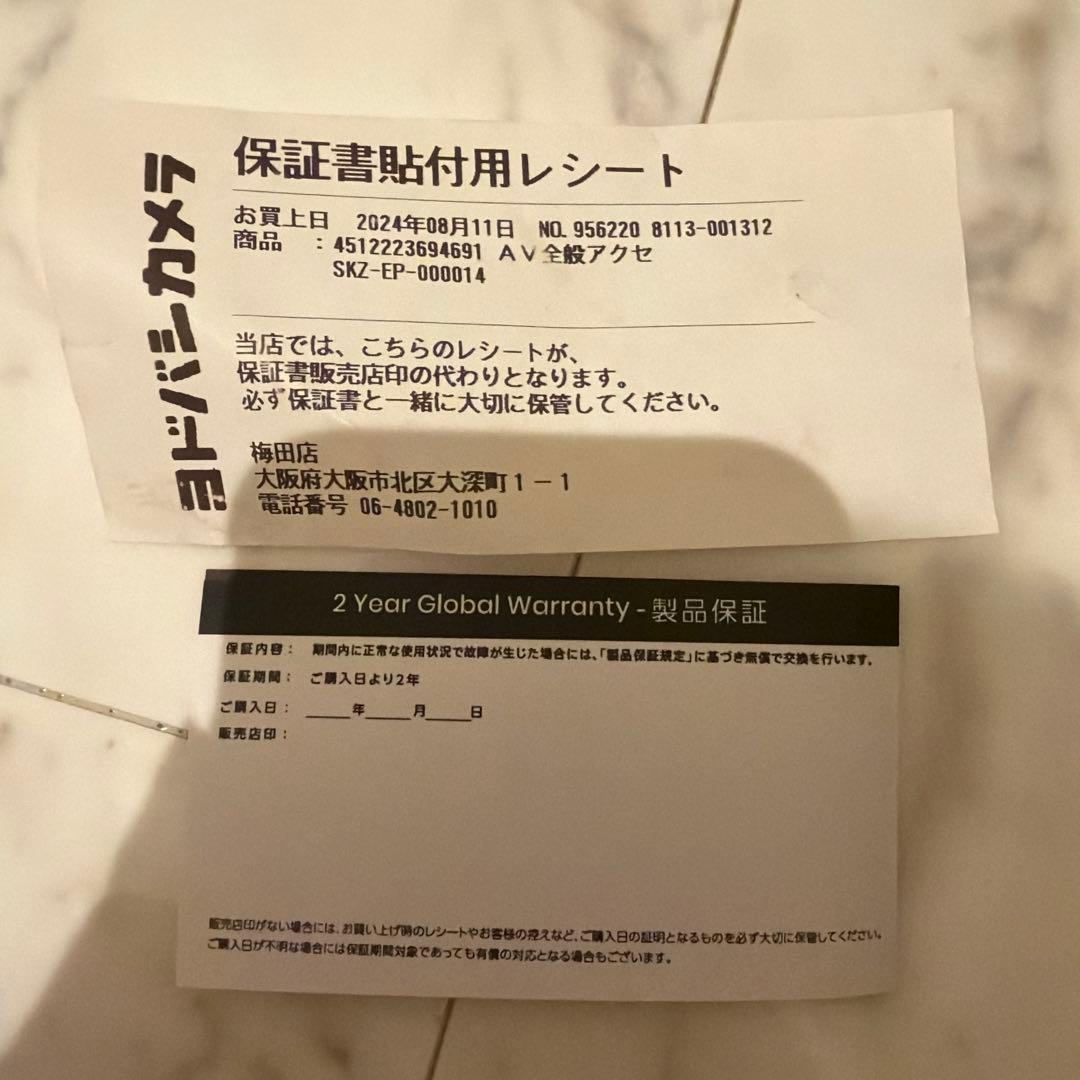 ヨドバシカメラ
保証書貼付用レシート
お買上日 2024年08月11日 NO. 956220 8113-001312
商品 : 4512223694691 AV全般アクセ
SKZ-EP-000014
当店では、こちらのレシートが、
保証書販売店印の代わりとなります。
必ず保証書と一緒に大切に保管してください。
梅田店
大阪府大阪市北区大深町1-1
電話番号 06-4802-1010
2 Year Global Warranty - 製品保証
保証内容: 期間内に正常な使用状況で故障が生じた場合には、「製品保証規定」に基づき無償で交換を行います。
保証期間: ご購入日より2年
ご購入日: _____年_____月_____日
販売店印:
販売店印がない場合には、お買い上げ時のレシートやお客様の控えなど、ご購入日の証明となるものを必ず大切に保管してください。
ご購入日が不明な場合には保証期間対象であっても有償の対応となる場合もございます。